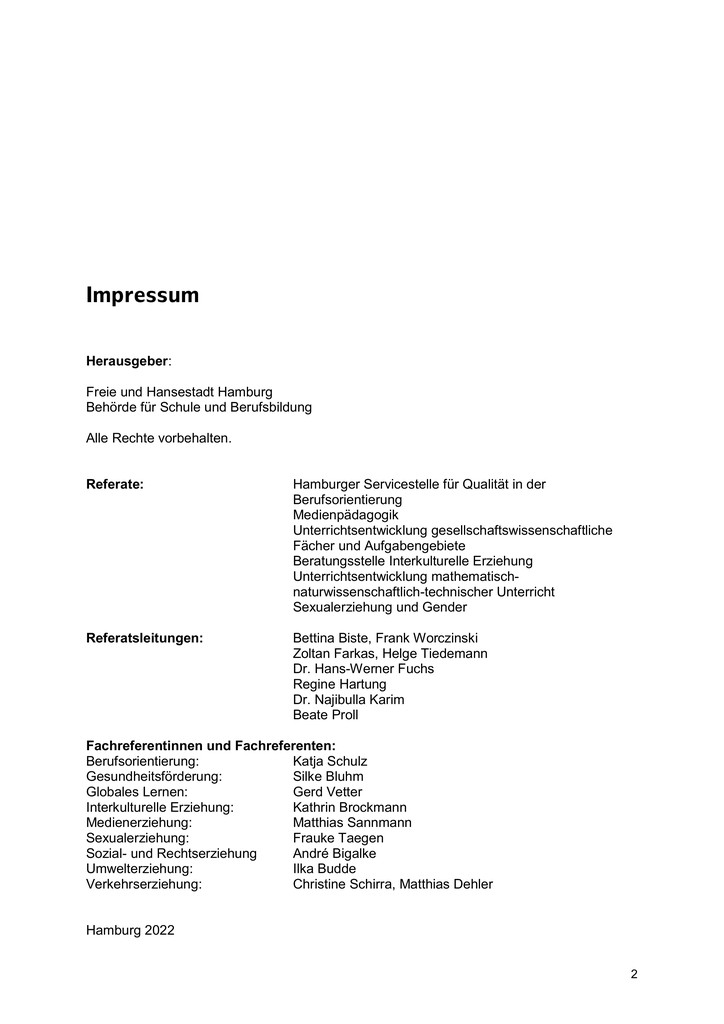 Impressum
Herausgeber:
Freie und Hansestadt Hamburg
Behörde für Schule und Berufsbildung
Alle Rechte vorbehalten.
Referate: Hamburger Servicestelle für Qualität in der
Berufsorientierung
Medienpädagogik
Unterrichtsentwicklung gesellschaftswissenschaftliche
Fächer und Aufgabengebiete
Beratungsstelle Interkulturelle Erziehung
Unterrichtsentwicklung mathematisch-
naturwissenschaftlich-technischer Unterricht
Sexualerziehung und Gender
Referatsleitungen: Bettina Biste, Frank Worczinski
Zoltan Farkas, Helge Tiedemann
Dr. Hans-Werner Fuchs
Regine Hartung
Dr. Najibulla Karim
Beate Proll
Fachreferentinnen und Fachreferenten:
Berufsorientierung: Katja Schulz
Gesundheitsförderung: Silke Bluhm
Globales Lernen: Gerd Vetter
Interkulturelle Erziehung: Kathrin Brockmann
Medienerziehung: Matthias Sannmann
Sexualerziehung: Frauke Taegen
Sozial- und Rechtserziehung André Bigalke
Umwelterziehung: Ilka Budde
Verkehrserziehung: Christine Schirra, Matthias Dehler
Hamburg 2022
2